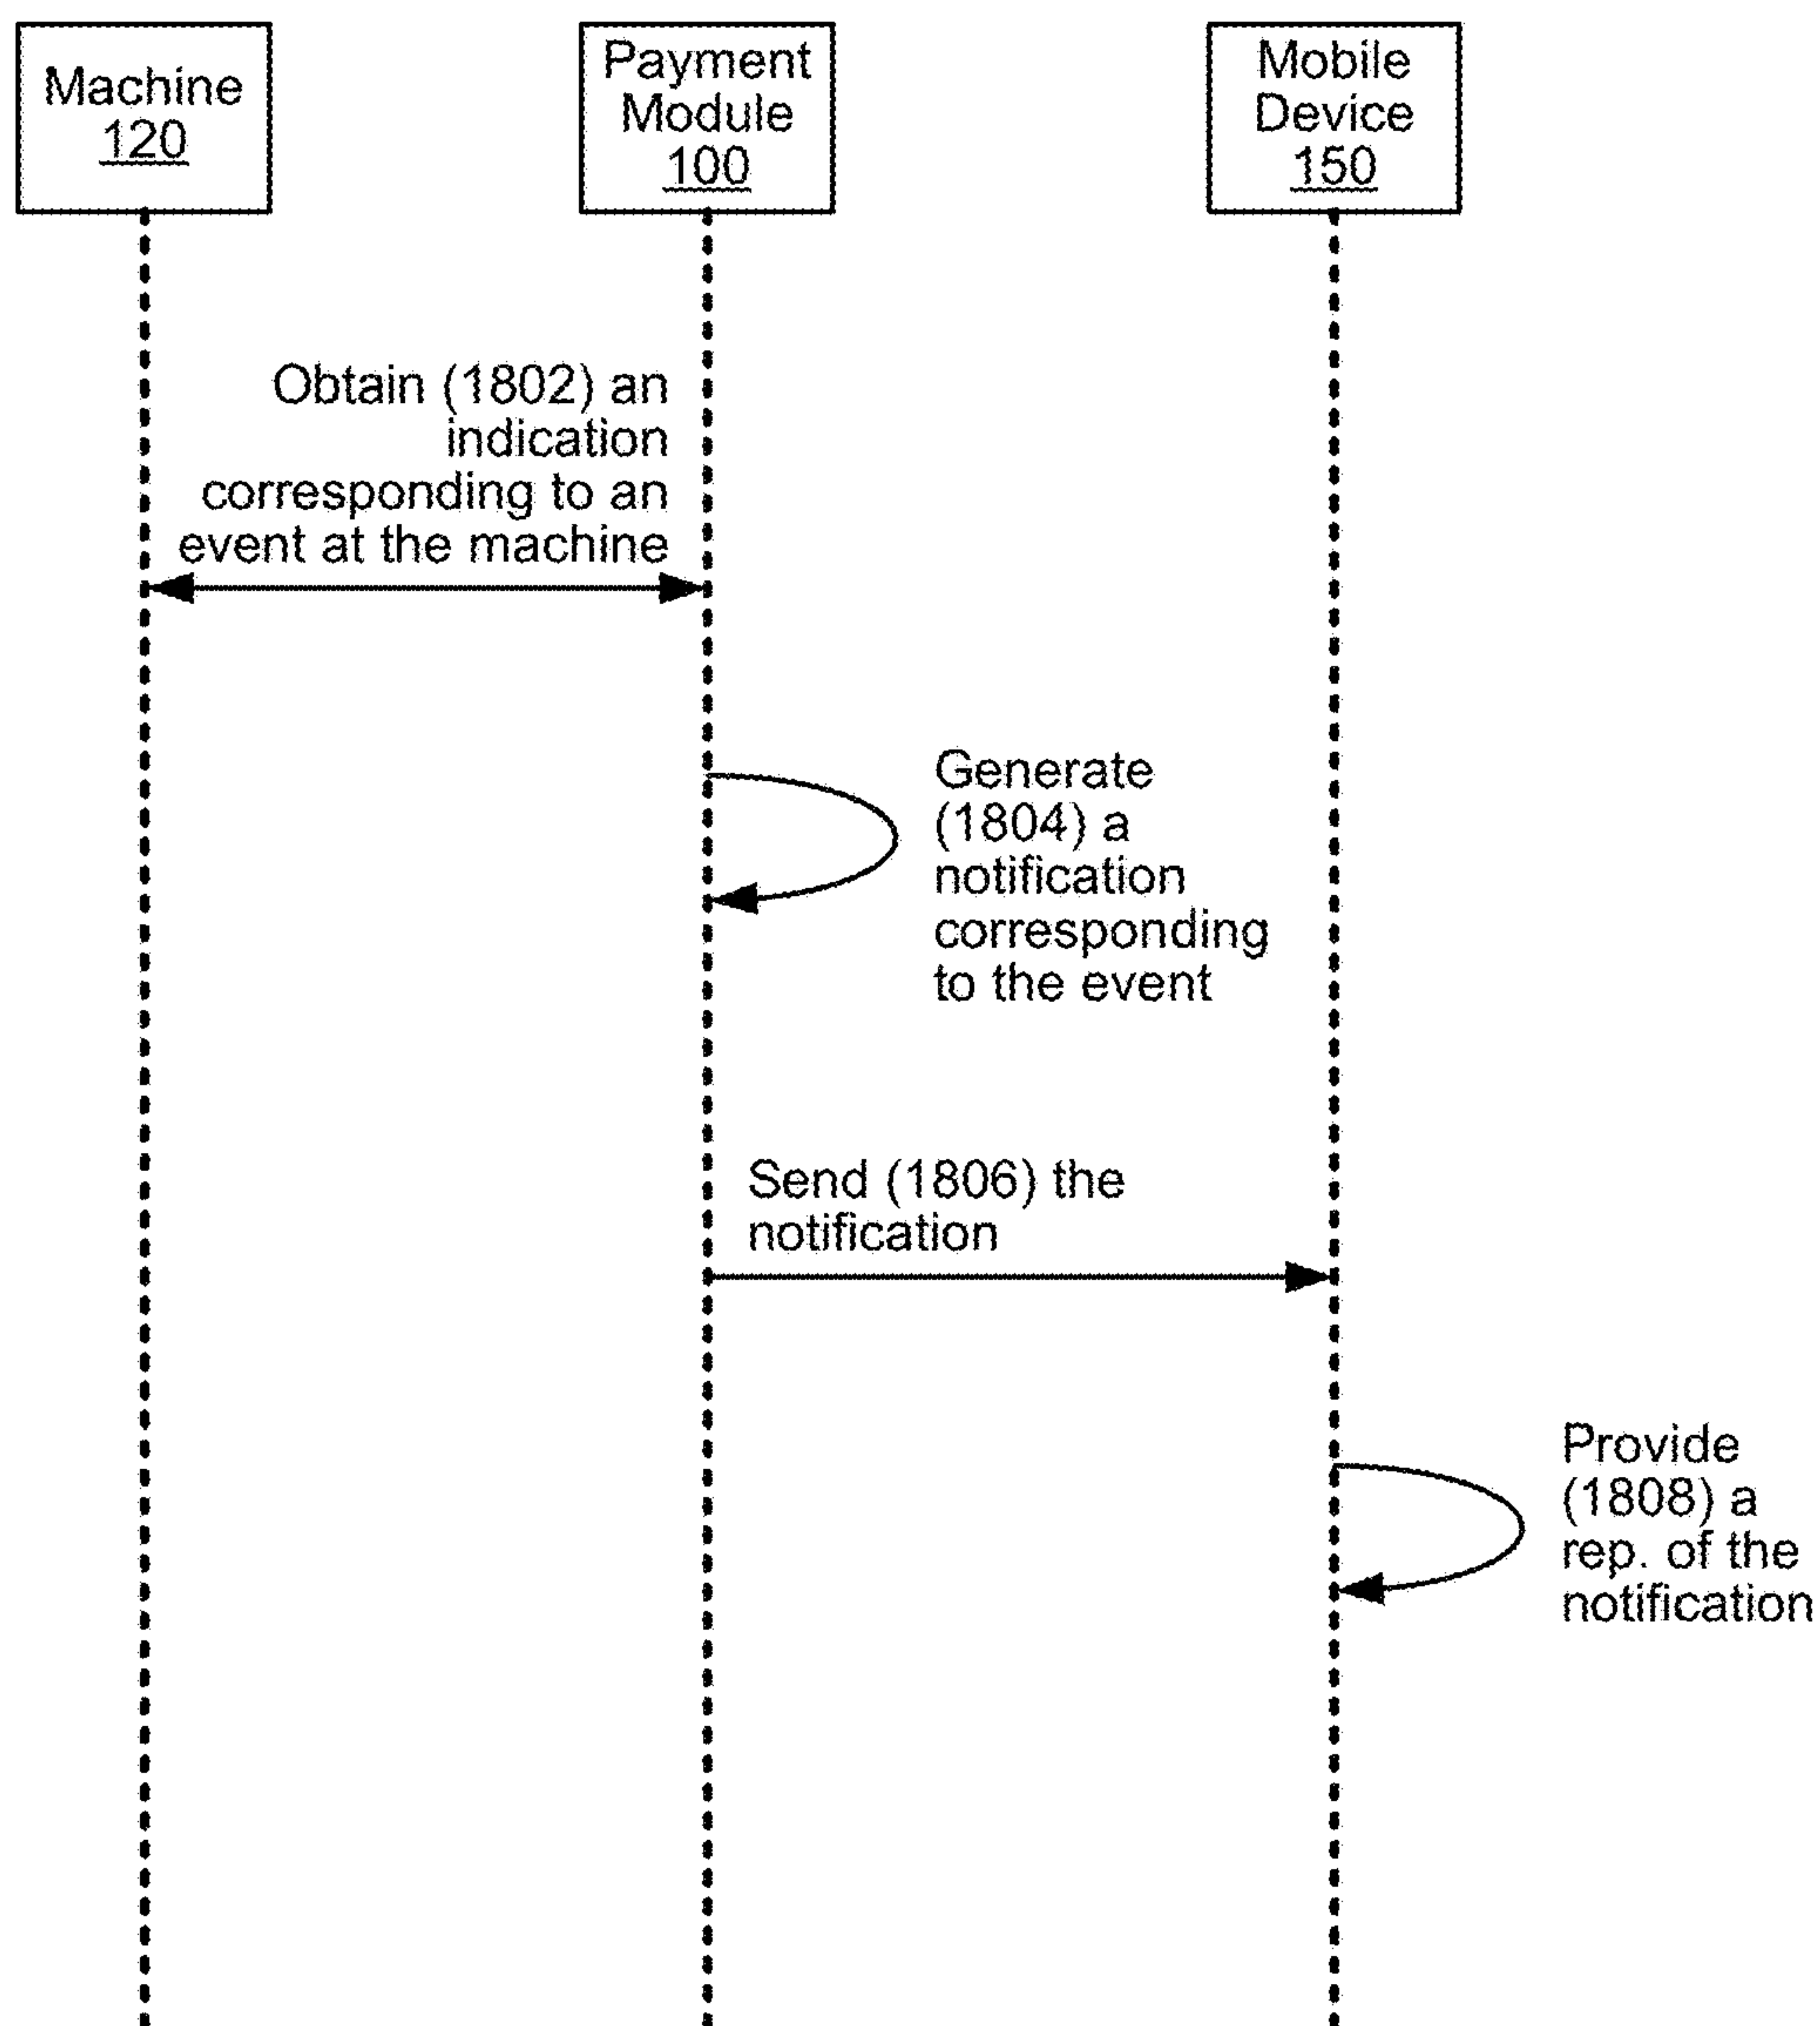 Machine
120
Payment
Module
100
Mobile
Device
150
Obtain (1802) an
indication
corresponding to an
event at the machine
Generate
(1804) a
notification
corresponding
to the event
Send (1806) the
notification
Provide
(1808) a
rep. of the
notification